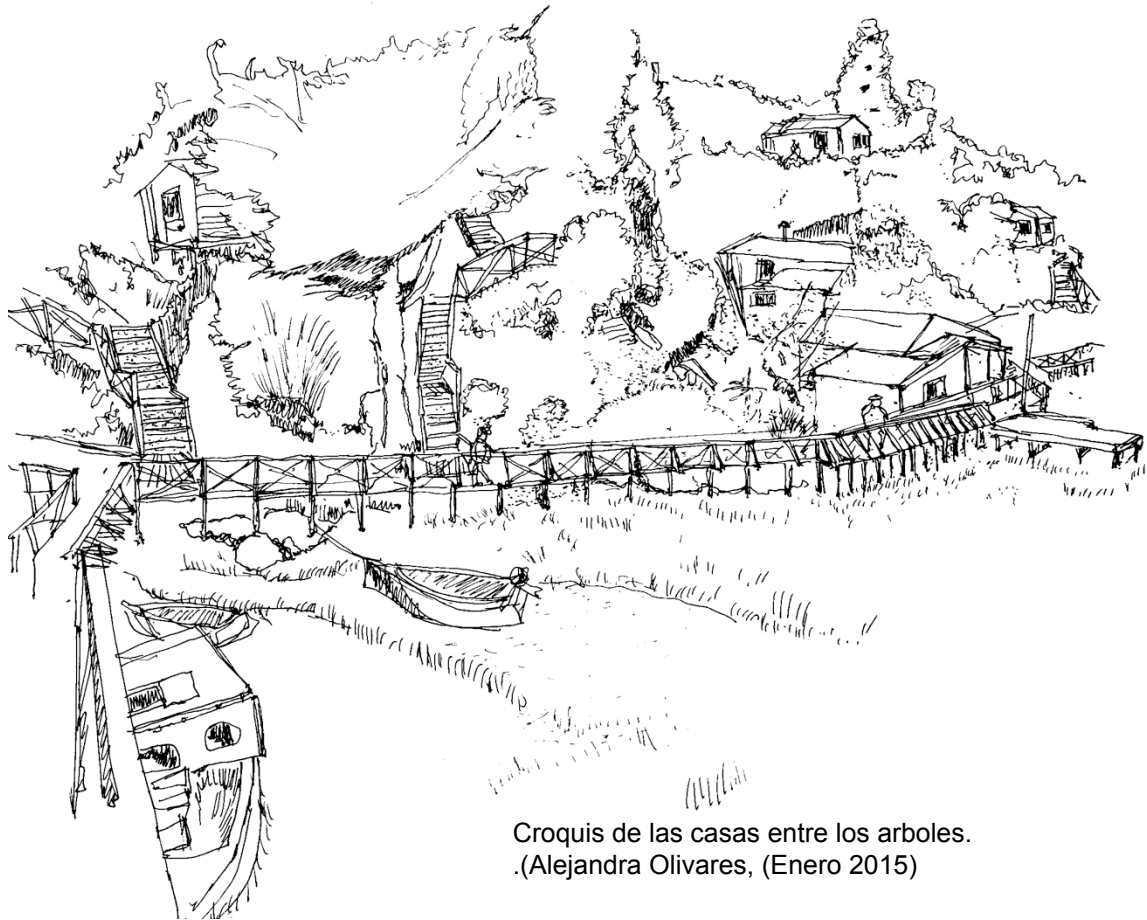 Croquis de las casas entre los arboles.
.(Alejandra Olivares, (Enero 2015)